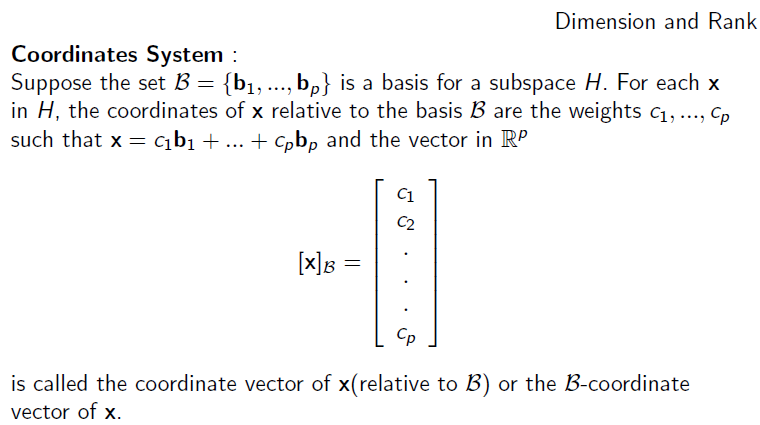 Dimension and Rank
Coordinates System :
Suppose the set ℬ = {b₁, ..., bₚ} is a basis for a subspace H. For each x
in H, the coordinates of x relative to the basis ℬ are the weights c₁, ..., cₚ
such that x = c₁b₁ + ... + cₚbₚ and the vector in ℝᵖ
c₁
c₂
.
[x]ℬ =
.
.
cₚ
is called the coordinate vector of x(relative to ℬ) or the ℬ-coordinate
vector of x.